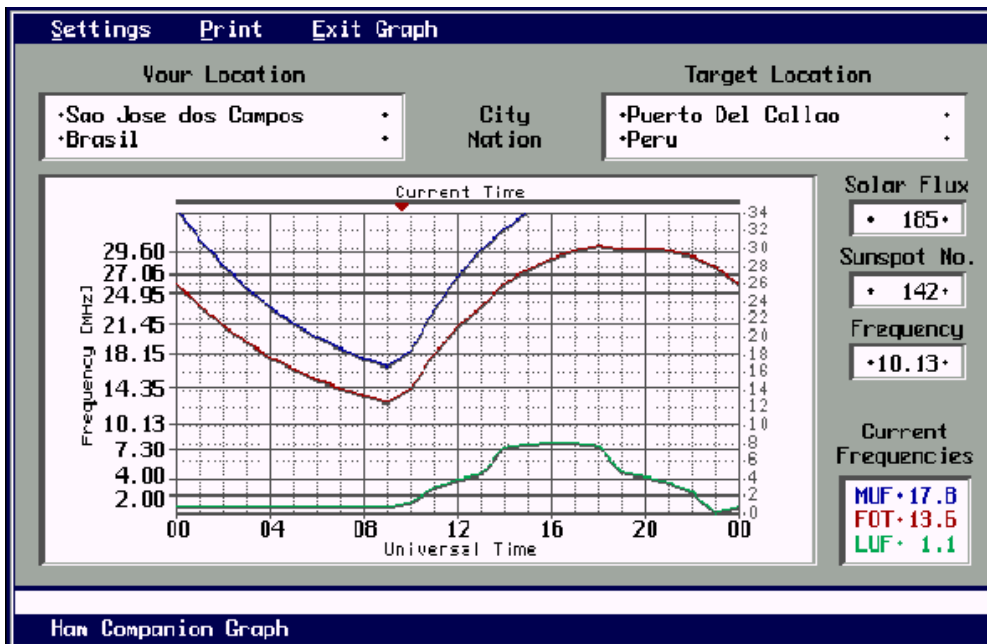 Settings Print Exit Graph
Your Location
Target Location
Sao Jose dos Campos
Brasil
City
Nation
Puerto Del Callao
Peru
Current Time
Solar Flux
185
Sunspot No.
142
Frequency
10.13
Current
Frequencies
MUF 17.8
FOT 13.6
LUF 1.1
Frequency [MHz]
29.60
27.06
24.95
21.45
18.15
14.35
10.13
7.30
4.00
2.00
34
32
30
28
26
24
22
20
18
16
14
12
10
8
6
4
2
0
00 04 08 12 16 20 00
Universal Time
Ham Companion Graph